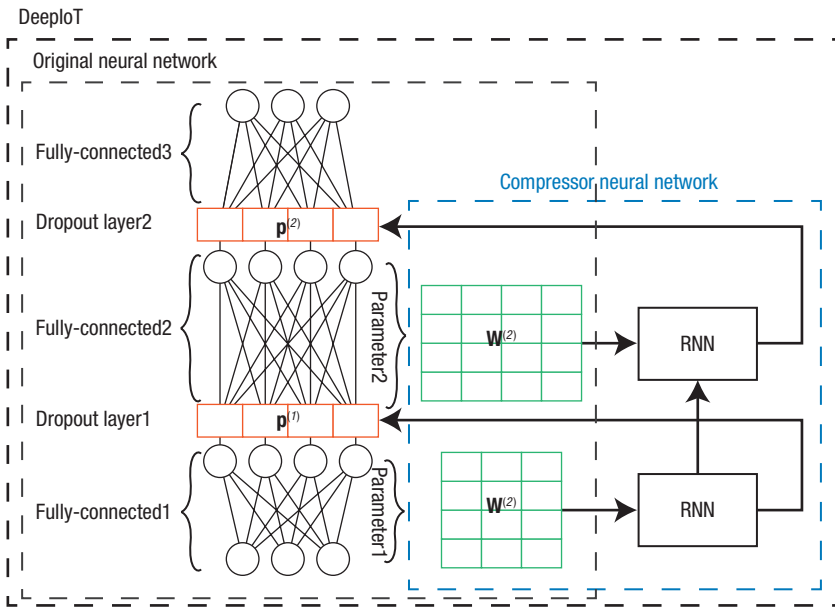 DeepIoT
Original neural network
Fully-connected3
Compressor neural network
Dropout layer2
p(2)
Fully-connected2
Parameter2
W(2)
RNN
Dropout layer1
p(1)
Fully-connected1
Parameter1
W(2)
RNN